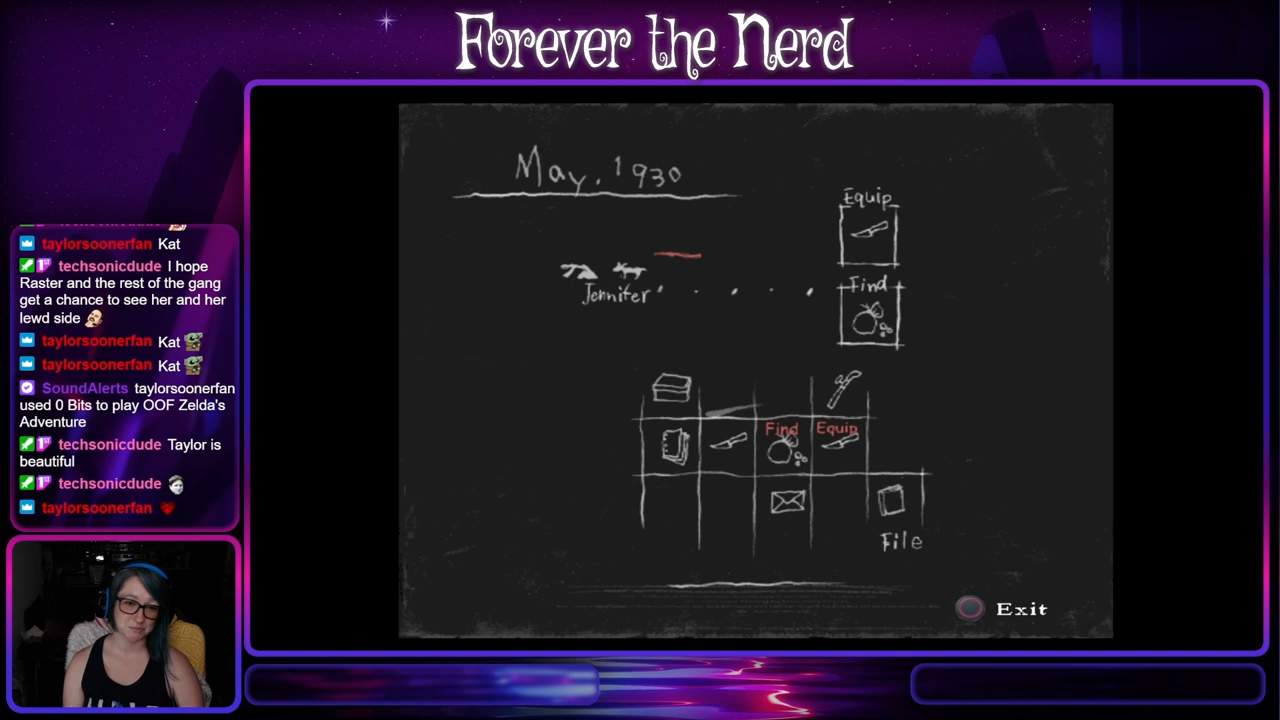 Forever the Nerd
taylorsoonerfan Kat
techsonicdude I hope
Raster and the rest of the gang
get a chance to see her and her
lewd side
taylorsoonerfan Kat
taylorsoonerfan Kat
SoundAlerts taylorsoonerfan
used 0 Bits to play OOF Zelda's
Adventure
techsonicdude Taylor is
beautiful
techsonicdude
taylorsoonerfan
May. 1930
Equip
Jennifer
Find
Find
Equip
File
Exit